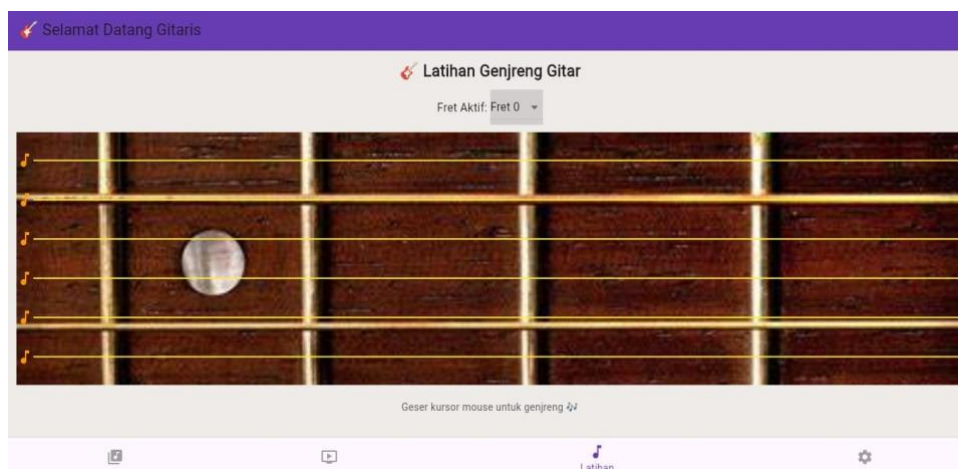 Selamat Datang Gitaris
Latihan Genjreng Gitar
Fret Aktif: Fret 0
Geser kursor mouse untuk genjreng 🎶
Latihan